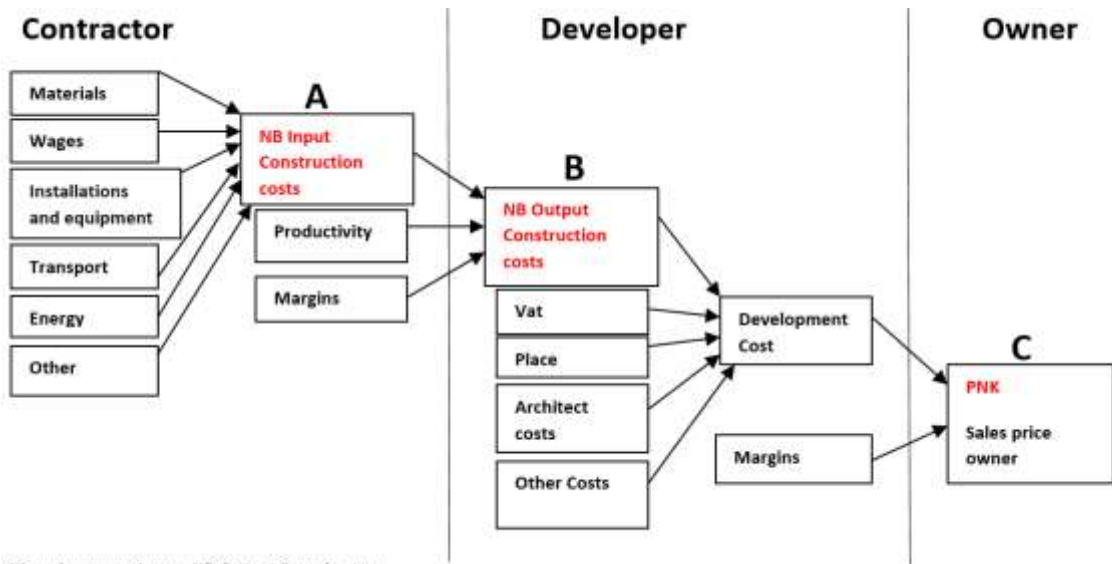 Contractor
Developer
Owner
Materials
Wages
Installations
and equipment
Transport
Energy
Other
A
NB Input
Construction
costs
Productivity
Margins
B
NB Output
Construction
costs
Vat
Place
Architect
costs
Other Costs
Development
Cost
Margins
C
PNK
Sales price
owner